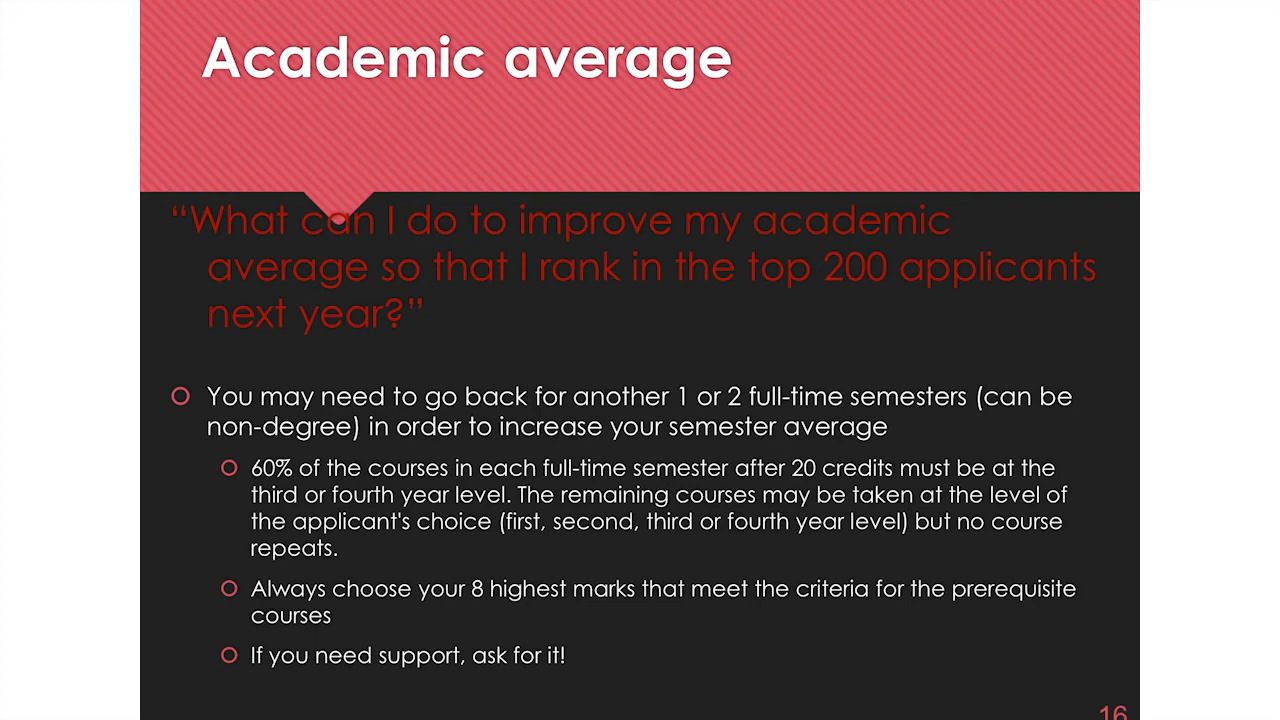 Academic average
“What can I do to improve my academic
average so that I rank in the top 200 applicants
next year?”
You may need to go back for another 1 or 2 full-time semesters (can be
non-degree) in order to increase your semester average
60% of the courses in each full-time semester after 20 credits must be at the
third or fourth year level. The remaining courses may be taken at the level of
the applicant's choice (first, second, third or fourth year level) but no course
repeats.
Always choose your 8 highest marks that meet the criteria for the prerequisite
courses
If you need support, ask for it!
16